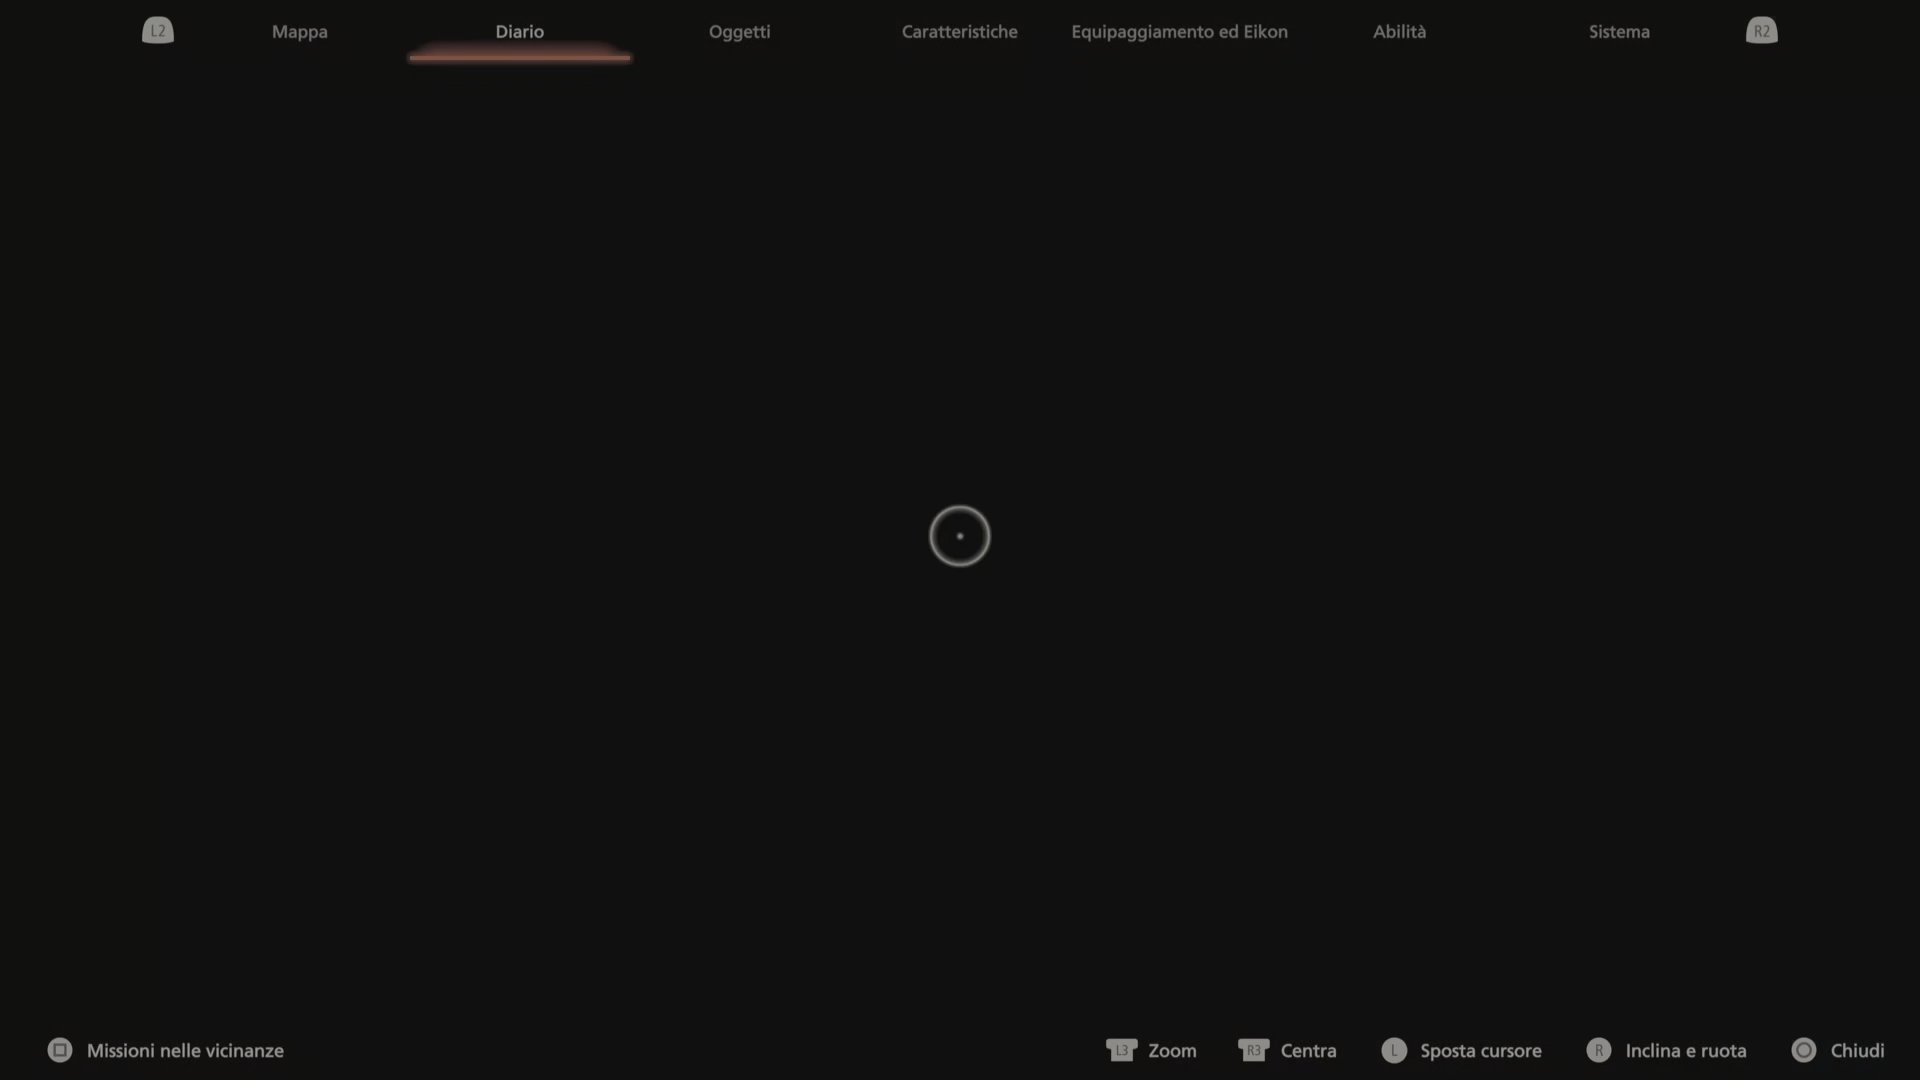 L2 Mappa Diario Oggetti Caratteristiche Equipaggiamento ed Eikon Abilità Sistema R2
Missioni nelle vicinanze L3 Zoom R3 Centra L Sposta cursore R Inclina e ruota Chiudi